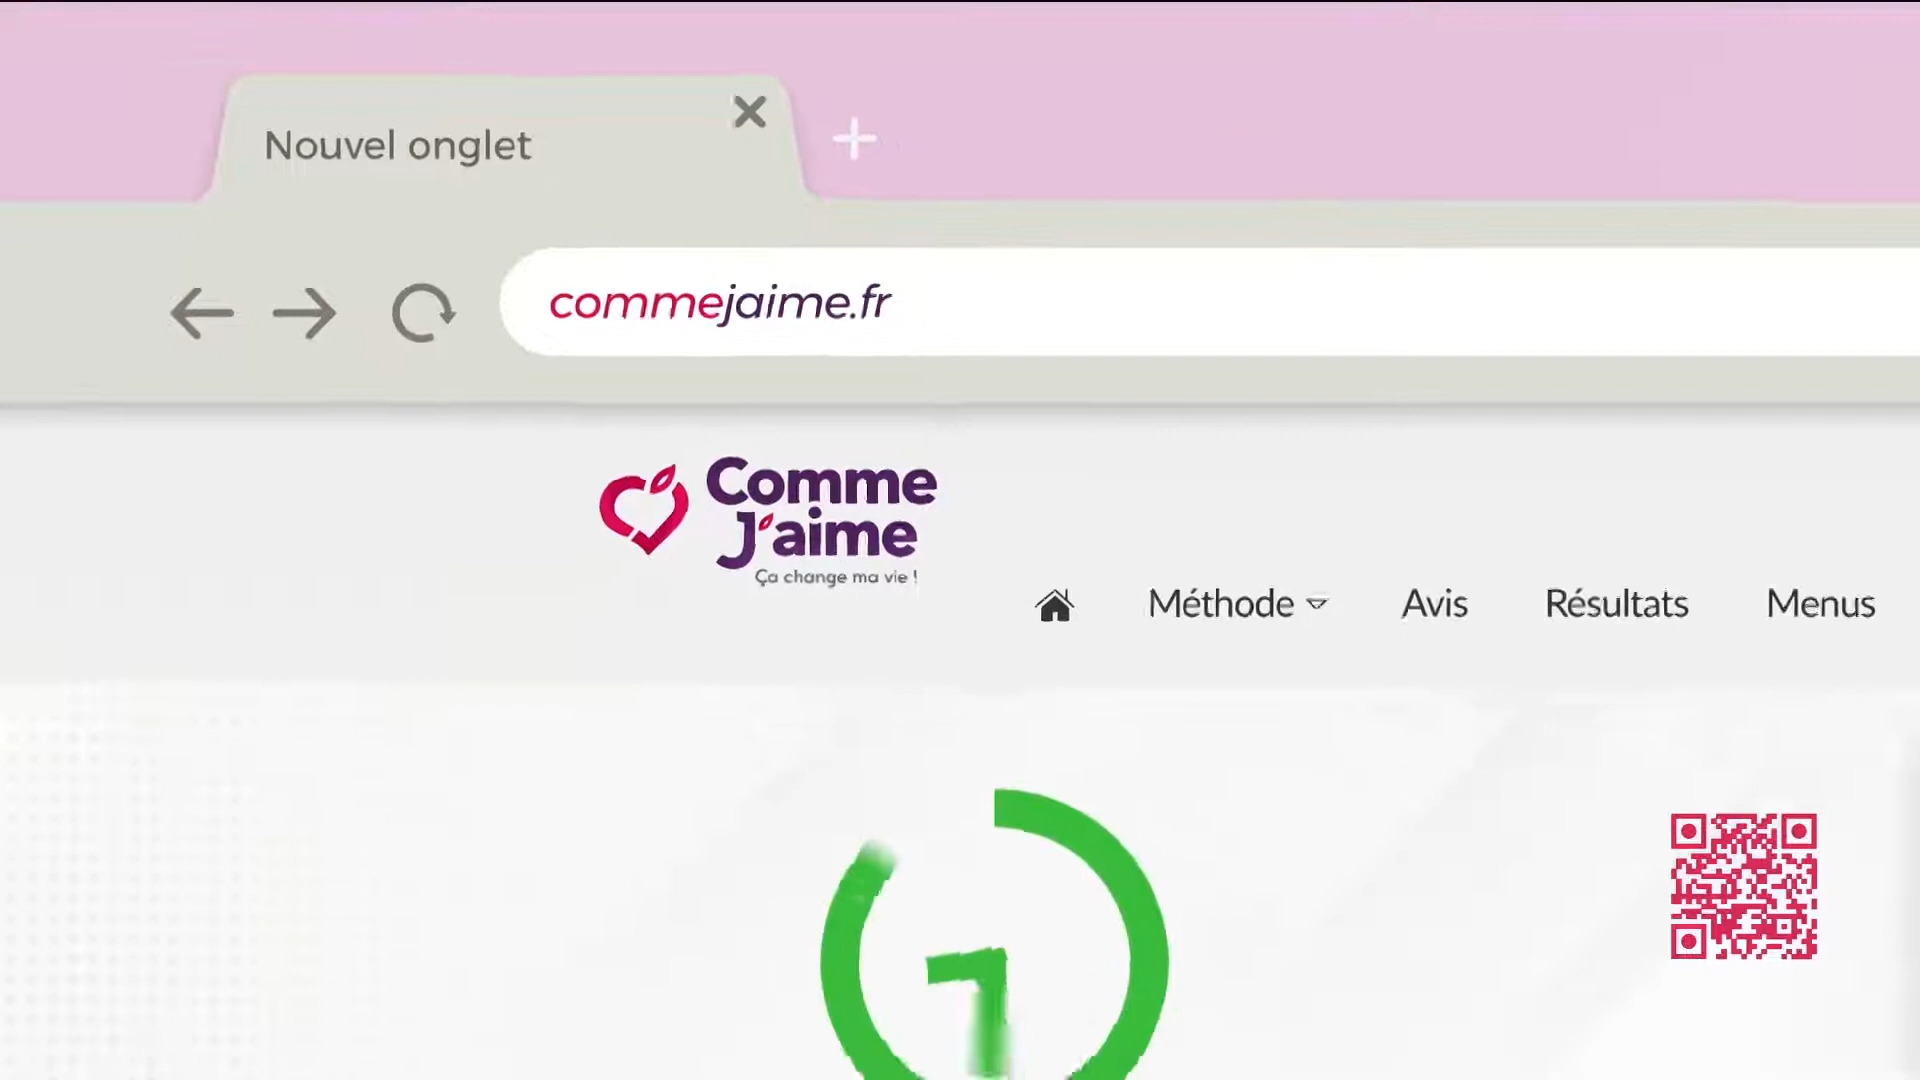 Nouvel onglet
commejaime.fr
Comme
J'aime
Ça change ma vie !
Méthode Avis Résultats Menus
1